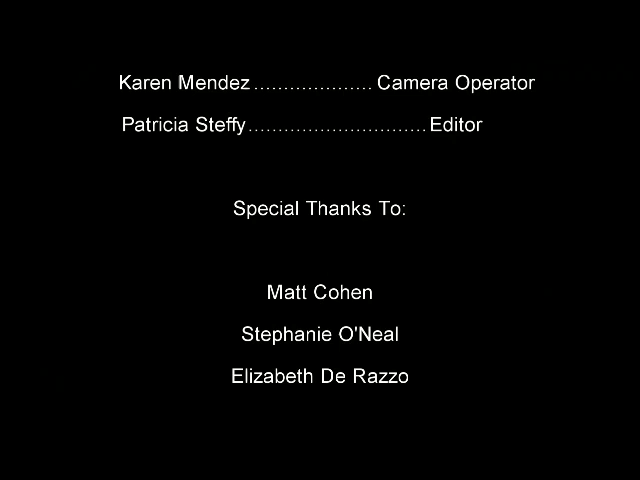 Karen Mendez.................... Camera Operator
Patricia Steffy..............................Editor
Special Thanks To:
Matt Cohen
Stephanie O'Neal
Elizabeth De Razzo